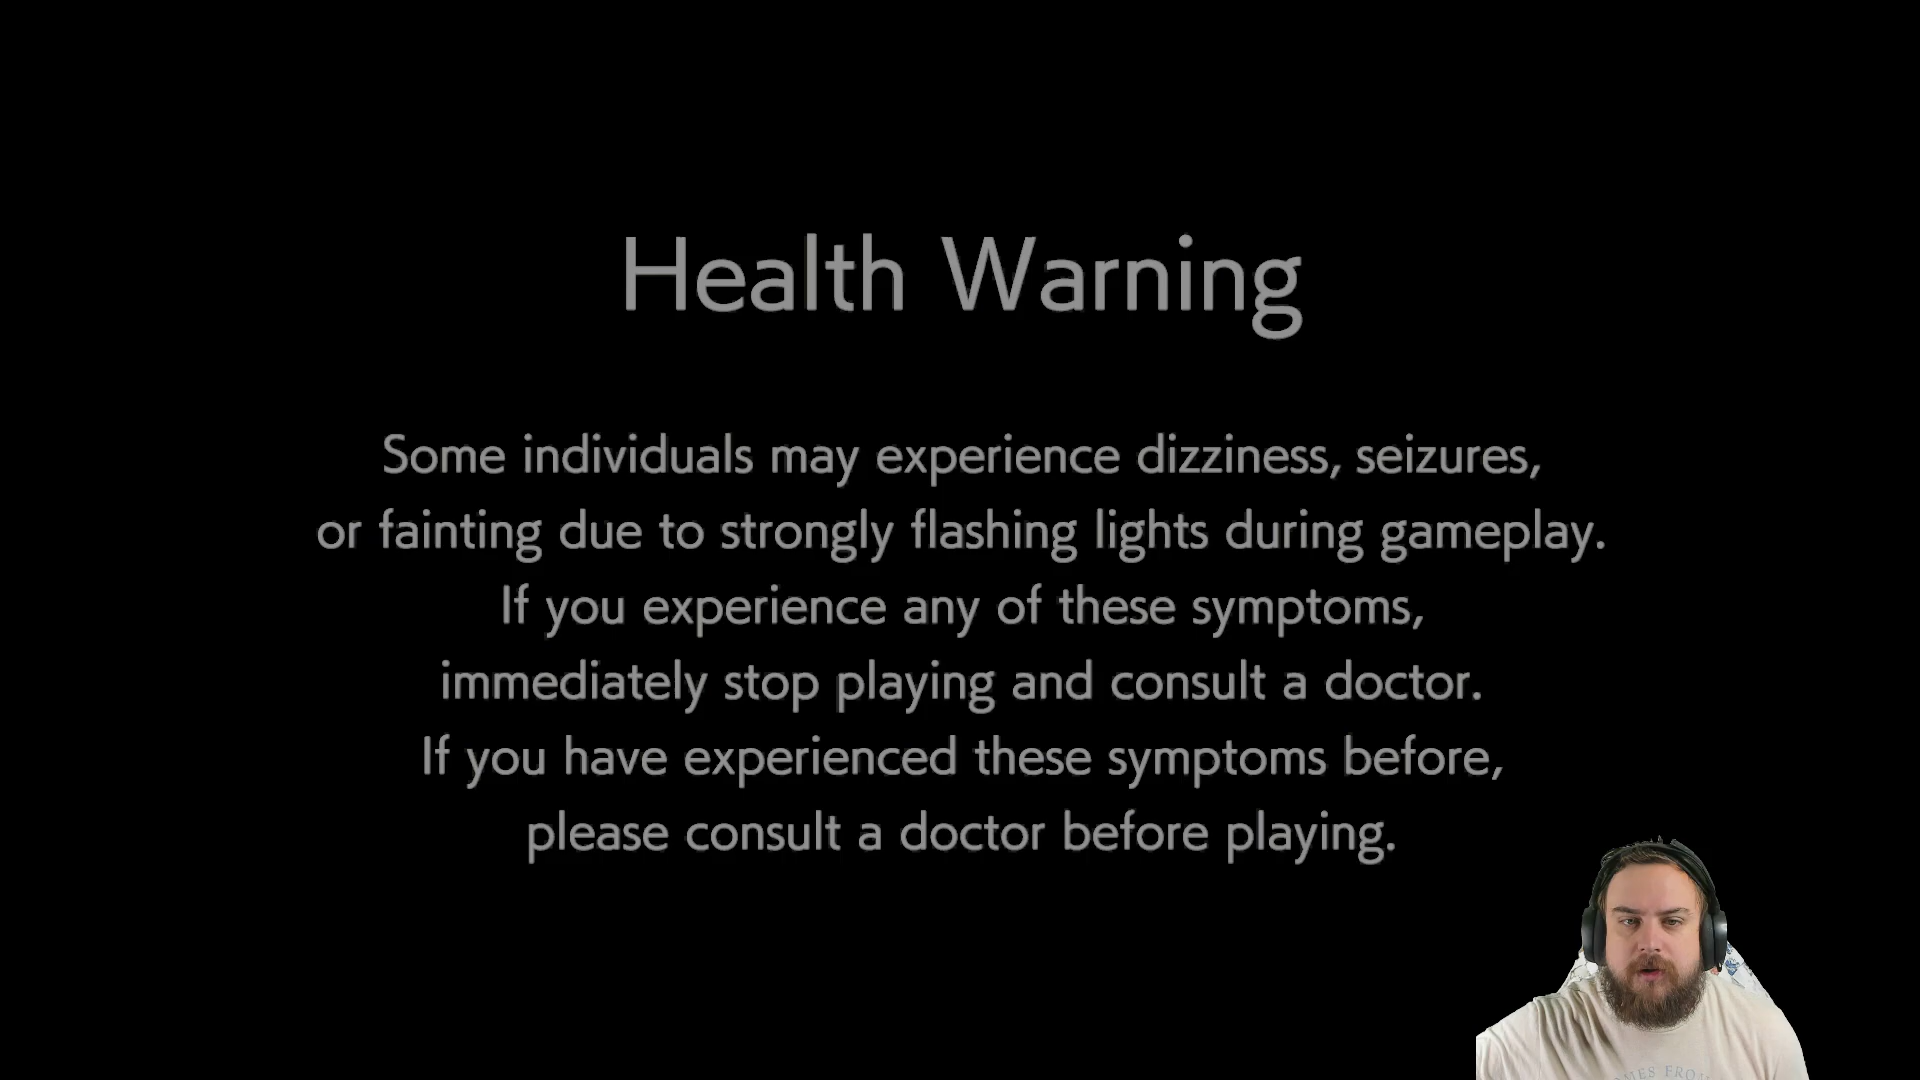 Health Warning
Some individuals may experience dizziness, seizures,
or fainting due to strongly flashing lights during gameplay.
If you experience any of these symptoms,
immediately stop playing and consult a doctor.
If you have experienced these symptoms before,
please consult a doctor before playing.